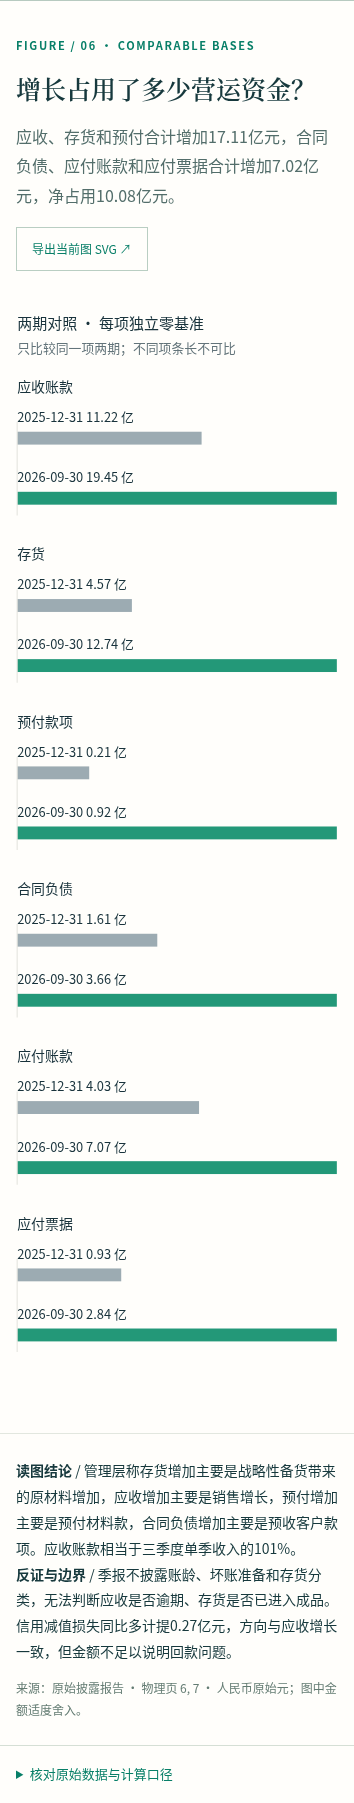 FIGURE / 06 · COMPARABLE BASES
增长占用了多少营运资金？
应收、存货和预付合计增加17.11亿元，合同
负债、应付账款和应付票据合计增加7.02亿
元，净占用10.08亿元。
导出当前图 SVG ↗
两期对照 · 每项独立零基准
只比较同一项两期；不同项条长不可比
应收账款
2025-12-31 11.22 亿
2026-09-30 19.45 亿
存货
2025-12-31 4.57 亿
2026-09-30 12.74 亿
预付款项
2025-12-31 0.21 亿
2026-09-30 0.92 亿
合同负债
2025-12-31 1.61 亿
2026-09-30 3.66 亿
应付账款
2025-12-31 4.03 亿
2026-09-30 7.07 亿
应付票据
2025-12-31 0.93 亿
2026-09-30 2.84 亿
读图结论 / 管理层称存货增加主要是战略性备货带来
的原材料增加，应收增加主要是销售增长，预付增加
主要是预付材料款，合同负债增加主要是预收客户款
项。应收账款相当于三季度单季收入的101%。
反证与边界 / 季报不披露账龄、坏账准备和存货分
类，无法判断应收是否逾期、存货是否已进入成品。
信用减值损失同比多计提0.27亿元，方向与应收增长
一致，但金额不足以说明回款问题。
来源：原始披露报告 · 物理页 6, 7 · 人民币原始元；图中金
额适度舍入。
▶ 核对原始数据与计算口径